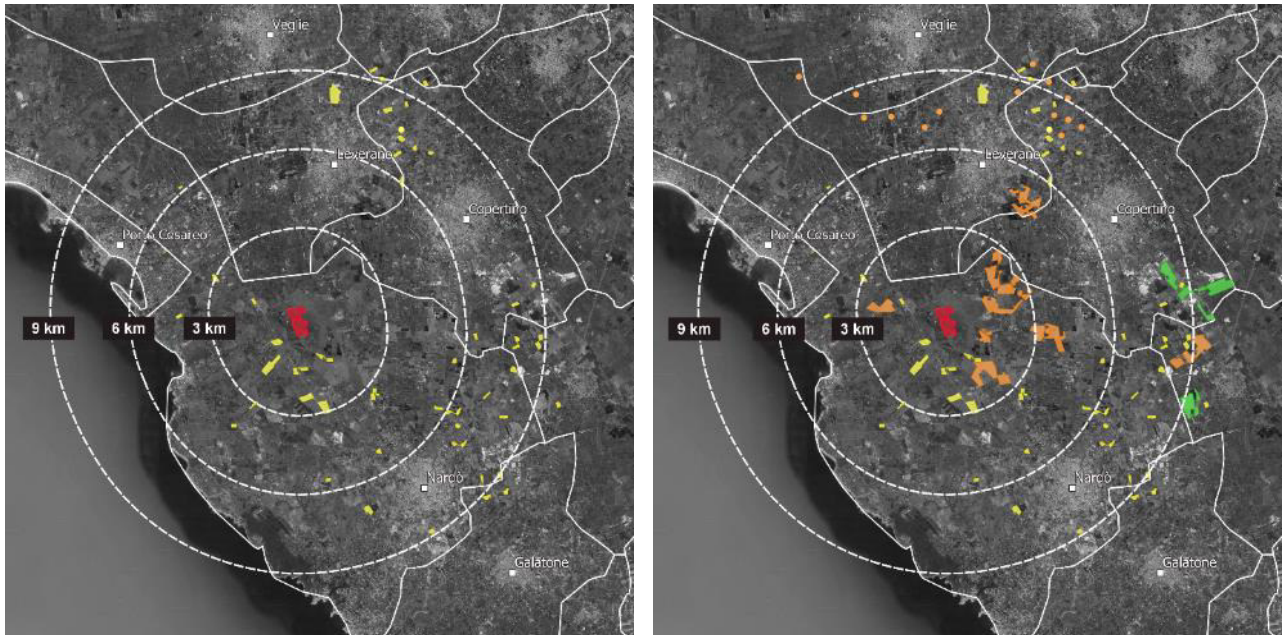 Veglie
Leverano
Copertino
Porto Cesareo
9 km
6 km
3 km
Nardò
Galatone
Veglie
Leverano
Copertino
Porto Cesareo
9 km
6 km
3 km
Nardò
Galatone